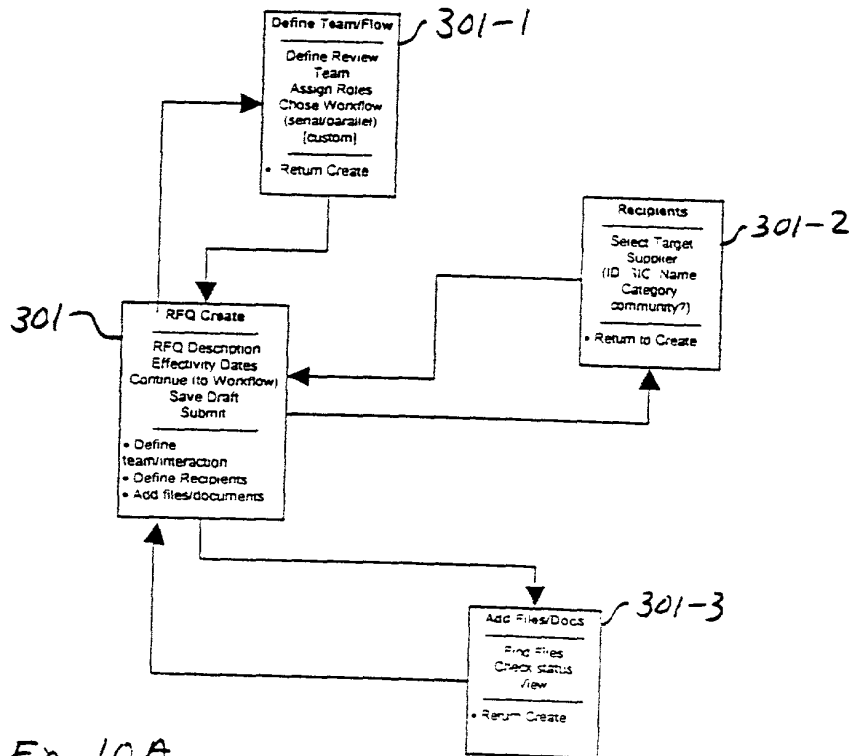 Define Team/Flow
301-1
Define Review
Team
Assign Roles
Chose Workflow
(serial/parallel)
[custom]
• Return Create
Recipients
301-2
Select Target
Supplier
(ID SIC Name
Category
community?)
• Return to Create
301
RFQ Create
RFQ Description
Effectivity Dates
Continue (to Workflow)
Save Draft
Submit
• Define
team/interaction
• Define Recipients
• Add files/documents
Add Files/Docs
301-3
Find Files
Check status
View
• Return Create
10A